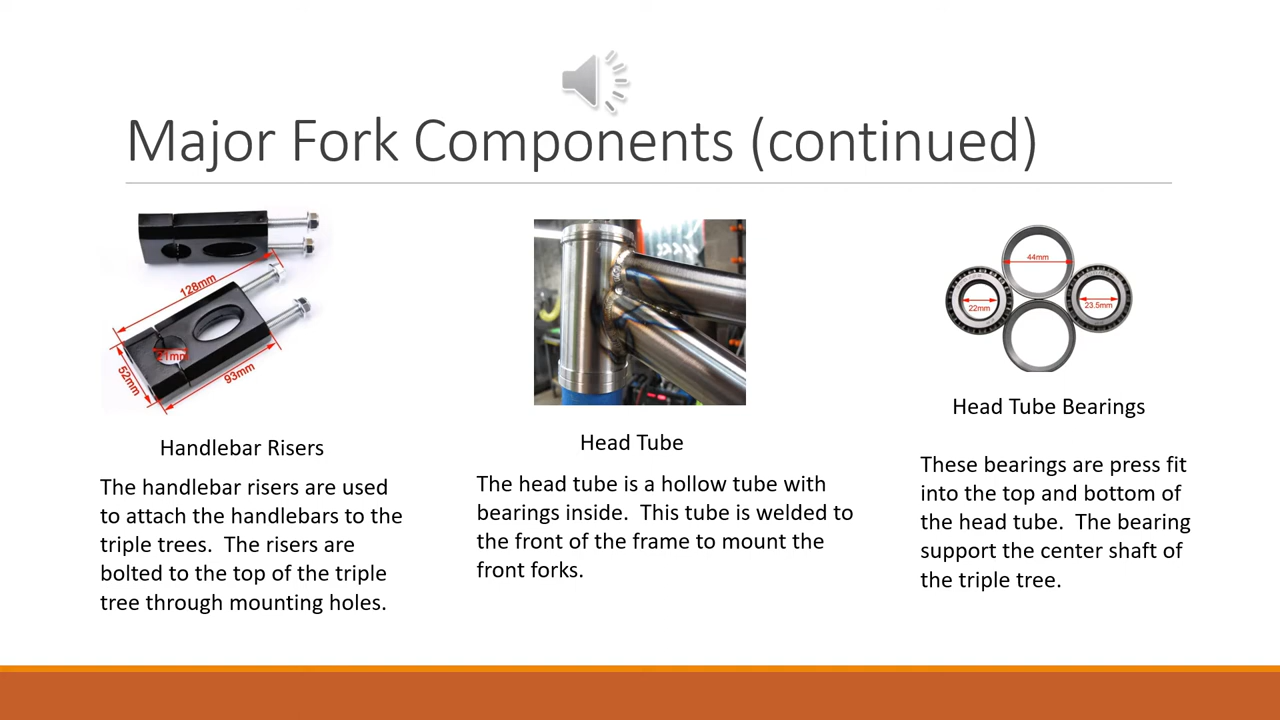 Major Fork Components (continued)
128mm
21mm
52mm
93mm
Handlebar Risers
The handlebar risers are used
to attach the handlebars to the
triple trees.  The risers are
bolted to the top of the triple
tree through mounting holes.
Head Tube
The head tube is a hollow tube with
bearings inside.  This tube is welded to
the front of the frame to mount the
front forks.
44mm
22mm
23.5mm
Head Tube Bearings
These bearings are press fit
into the top and bottom of
the head tube.  The bearing
support the center shaft of
the triple tree.